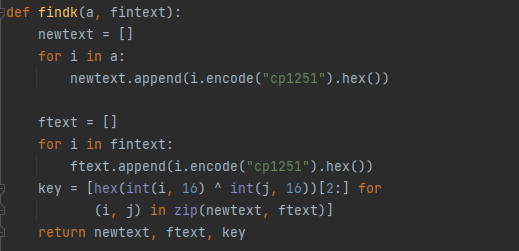 def findk(a, fintext):
    newtext = []
    for i in a:
        newtext.append(i.encode("cp1251").hex())

    ftext = []
    for i in fintext:
        ftext.append(i.encode("cp1251").hex())
    key = [hex(int(i, 16) ^ int(j, 16))[2:] for
           (i, j) in zip(newtext, ftext)]
    return newtext, ftext, key